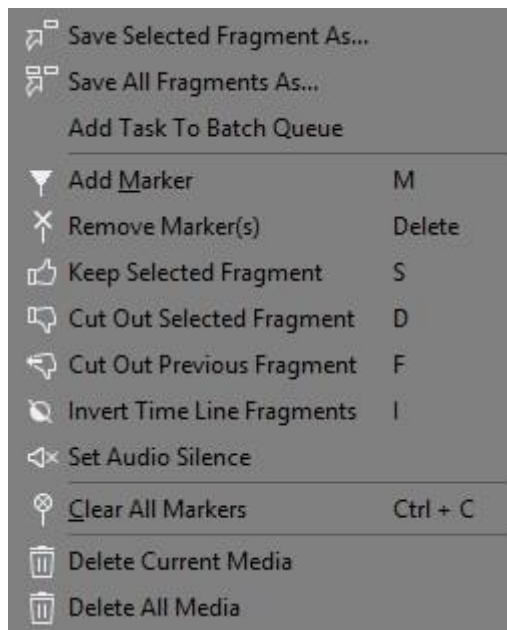 Save Selected Fragment As...
Save All Fragments As...
Add Task To Batch Queue
Add Marker M
Remove Marker(s) Delete
Keep Selected Fragment S
Cut Out Selected Fragment D
Cut Out Previous Fragment F
Invert Time Line Fragments I
Set Audio Silence
Clear All Markers Ctrl + C
Delete Current Media
Delete All Media